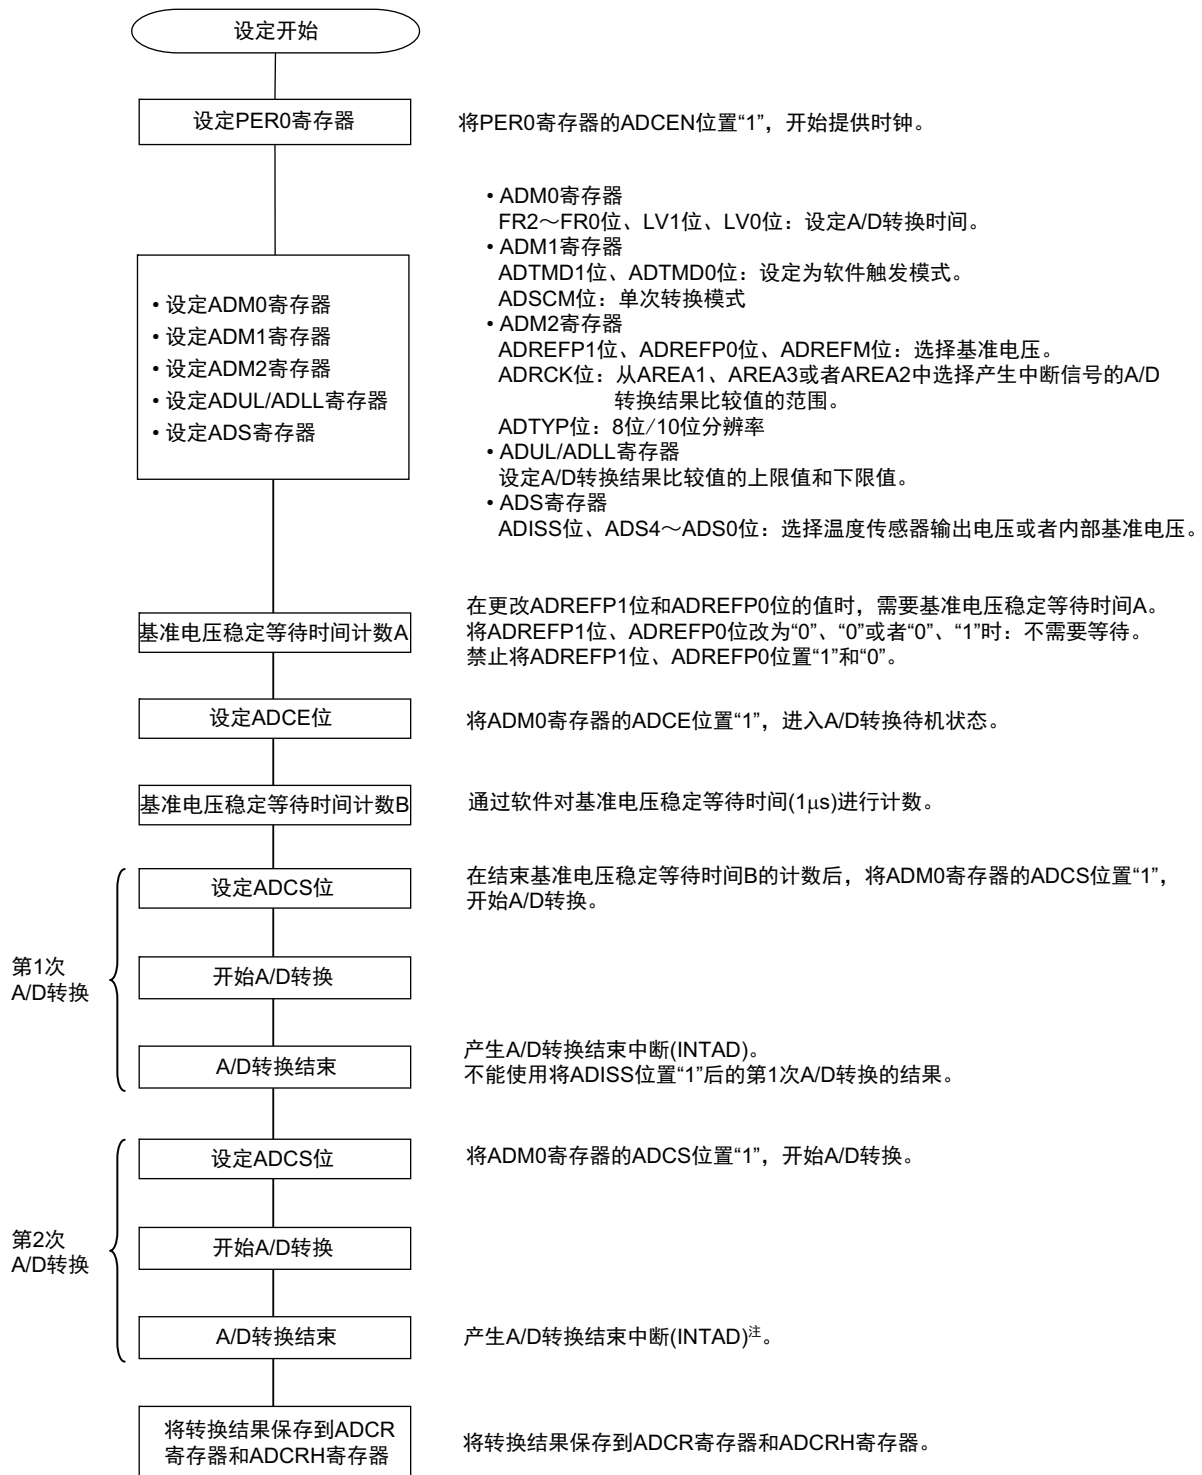 设定开始
设定PER0寄存器
将PER0寄存器的ADCEN位置“1”，开始提供时钟。
• 设定ADM0寄存器
• 设定ADM1寄存器
• 设定ADM2寄存器
• 设定ADUL/ADLL寄存器
• 设定ADS寄存器
• ADM0寄存器
FR2～FR0位、LV1位、LV0位：设定A/D转换时间。
• ADM1寄存器
ADTMD1位、ADTMD0位：设定为软件触发模式。
ADSCM位：单次转换模式
• ADM2寄存器
ADREFP1位、ADREFP0位、ADREFM位：选择基准电压。
ADRCK位：从AREA1、AREA3或者AREA2中选择产生中断信号的A/D
转换结果比较值的范围。
ADTYP位：8位/10位分辨率
• ADUL/ADLL寄存器
设定A/D转换结果比较值的上限值和下限值。
• ADS寄存器
ADISS位、ADS4～ADS0位：选择温度传感器输出电压或者内部基准电压。
基准电压稳定等待时间计数A
在更改ADREFP1位和ADREFP0位的值时，需要基准电压稳定等待时间A。
将ADREFP1位、ADREFP0位改为“0”、“0”或者“0”、“1”时：不需要等待。
禁止将ADREFP1位、ADREFP0位置“1”和“0”。
设定ADCE位
将ADM0寄存器的ADCE位置“1”，进入A/D转换待机状态。
基准电压稳定等待时间计数B
通过软件对基准电压稳定等待时间(1μs)进行计数。
第1次
A/D转换
设定ADCS位
在结束基准电压稳定等待时间B的计数后，将ADM0寄存器的ADCS位置“1”，
开始A/D转换。
开始A/D转换
A/D转换结束
产生A/D转换结束中断(INTAD)。
不能使用将ADISS位置“1”后的第1次A/D转换的结果。
第2次
A/D转换
设定ADCS位
将ADM0寄存器的ADCS位置“1”，开始A/D转换。
开始A/D转换
A/D转换结束
产生A/D转换结束中断(INTAD)注。
将转换结果保存到ADCR
寄存器和ADCRH寄存器
将转换结果保存到ADCR寄存器和ADCRH寄存器。